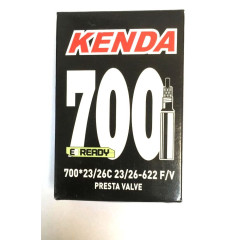 KENDA
700
E READY
700*23/26C 23/26-622 F/V
PRESTA VALVE